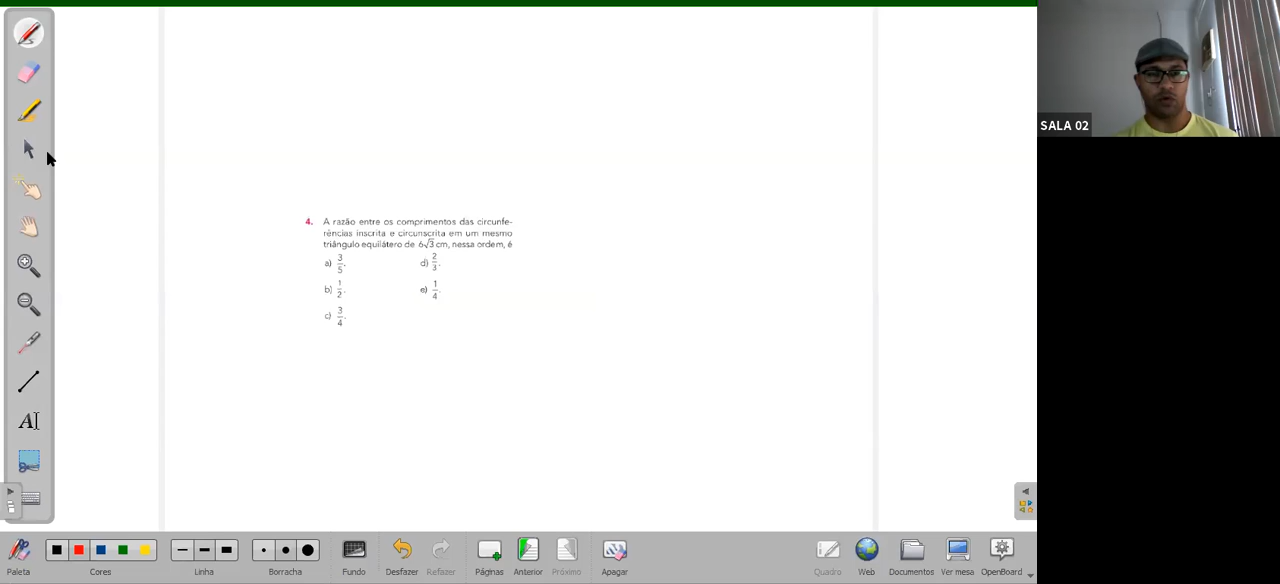 4. A razão entre os comprimentos das circunfe-
rências inscrita e circunscrita em um mesmo
triângulo equilátero de 6√3 cm, nessa ordem, é
a) 3/5. d) 2/3.
b) 1/2. e) 1/4.
c) 3/4.
SALA 02
A
Paleta
Cores
Linha
Borracha
Fundo
Desfazer
Refazer
Páginas
Anterior
Próximo
Apagar
Quadro
Web
Documentos
Ver mesa
OpenBoard